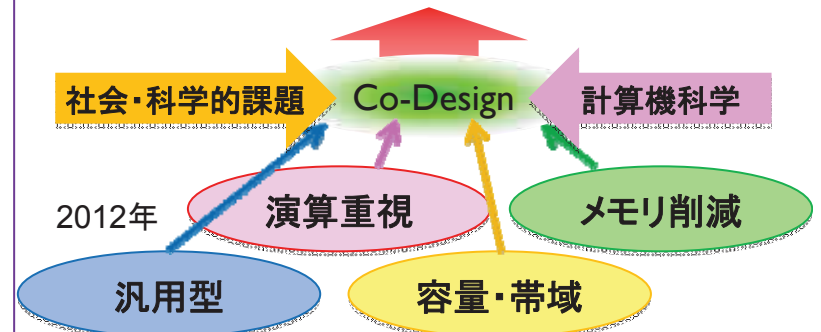 社会・科学的課題
Co-Design
計算機科学
2012年
演算重視
メモリ削減
汎用型
容量・帯域